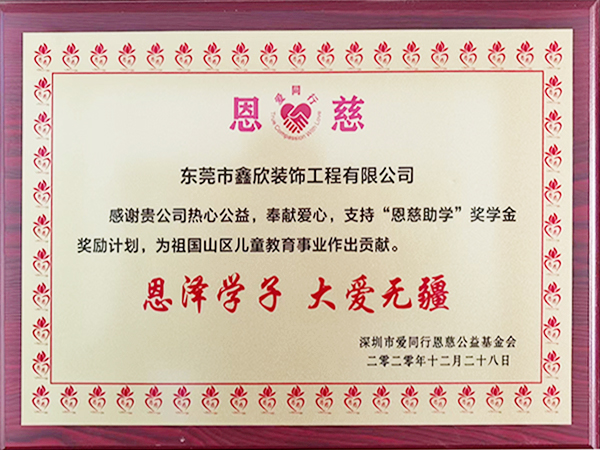 爱同行
恩 慈
True Compassion With Love
东莞市鑫欣装饰工程有限公司
感谢贵公司热心公益，奉献爱心，支持“恩慈助学”奖学金
奖励计划，为祖国山区儿童教育事业作出贡献。
恩泽学子 大爱无疆
深圳市爱同行恩慈公益基金会
二零二零年十二月二十八日